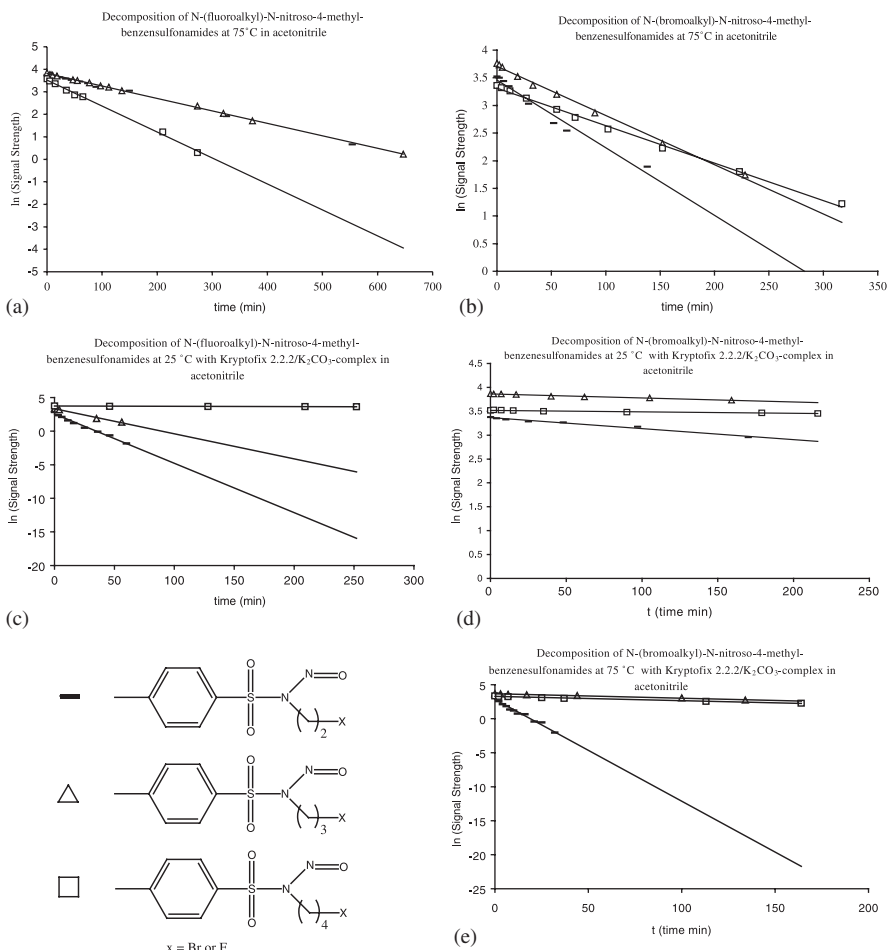 Decomposition of N-(fluoroalkyl)-N-nitroso-4-methyl-
benzensulfonamides at 75˚C in acetonitrile
5
4
3
2
1
0
-1
-2
-3
-4
-5
ln (Signal Strength)
0
100
200
300
400
500
600
700
time (min)
(a)
Decomposition of N-(bromoalkyl)-N-nitroso-4-methyl-
benzenesulfonamides at 75˚C in acetonitrile
4
3.5
3
2.5
2
1.5
1
0.5
0
ln (Signal Strength)
0
50
100
150
200
250
300
350
time (min)
(b)
Decomposition of N-(fluoroalkyl)-N-nitroso-4-methyl-
benzenesulfonamides at 25 ˚C with Kryptofix 2.2.2/K₂CO₃-complex in
acetonitrile
5
0
-5
-10
-15
-20
ln (Signal Strength)
0
50
100
150
200
250
300
time (min)
(c)
Decomposition of N-(bromoalkyl)-N-nitroso-4-methyl-
benzenesulfonamides at 25 ˚C with Kryptofix 2.2.2/K₂CO₃-complex in
acetonitrile
4.5
4
3.5
3
2.5
2
1.5
1
0.5
0
ln (Signal Strength)
0
50
100
150
200
250
t (time min)
(d)
O
N
O
S
N
O
( )2
X
O
N
O
S
N
O
( )3
X
O
N
O
S
N
O
( )4
X
x = Br or F
Decomposition of N-(bromoalkyl)-N-nitroso-4-methyl-
benzenesulfonamides at 75 ˚C with Kryptofix 2.2.2/K₂CO₃-complex in
acetonitrile
5
0
-5
-10
-15
-20
-25
ln (Signal Strength)
0
50
100
150
200
t (time min)
(e)